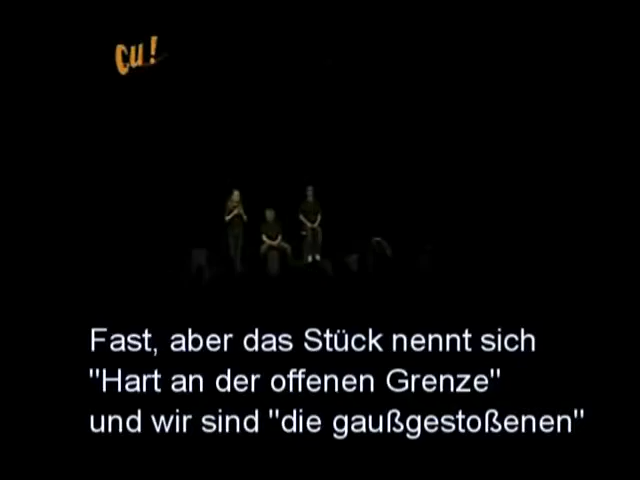 cu!
Fast, aber das Stück nennt sich
"Hart an der offenen Grenze"
und wir sind "die gaußgestoßenen"